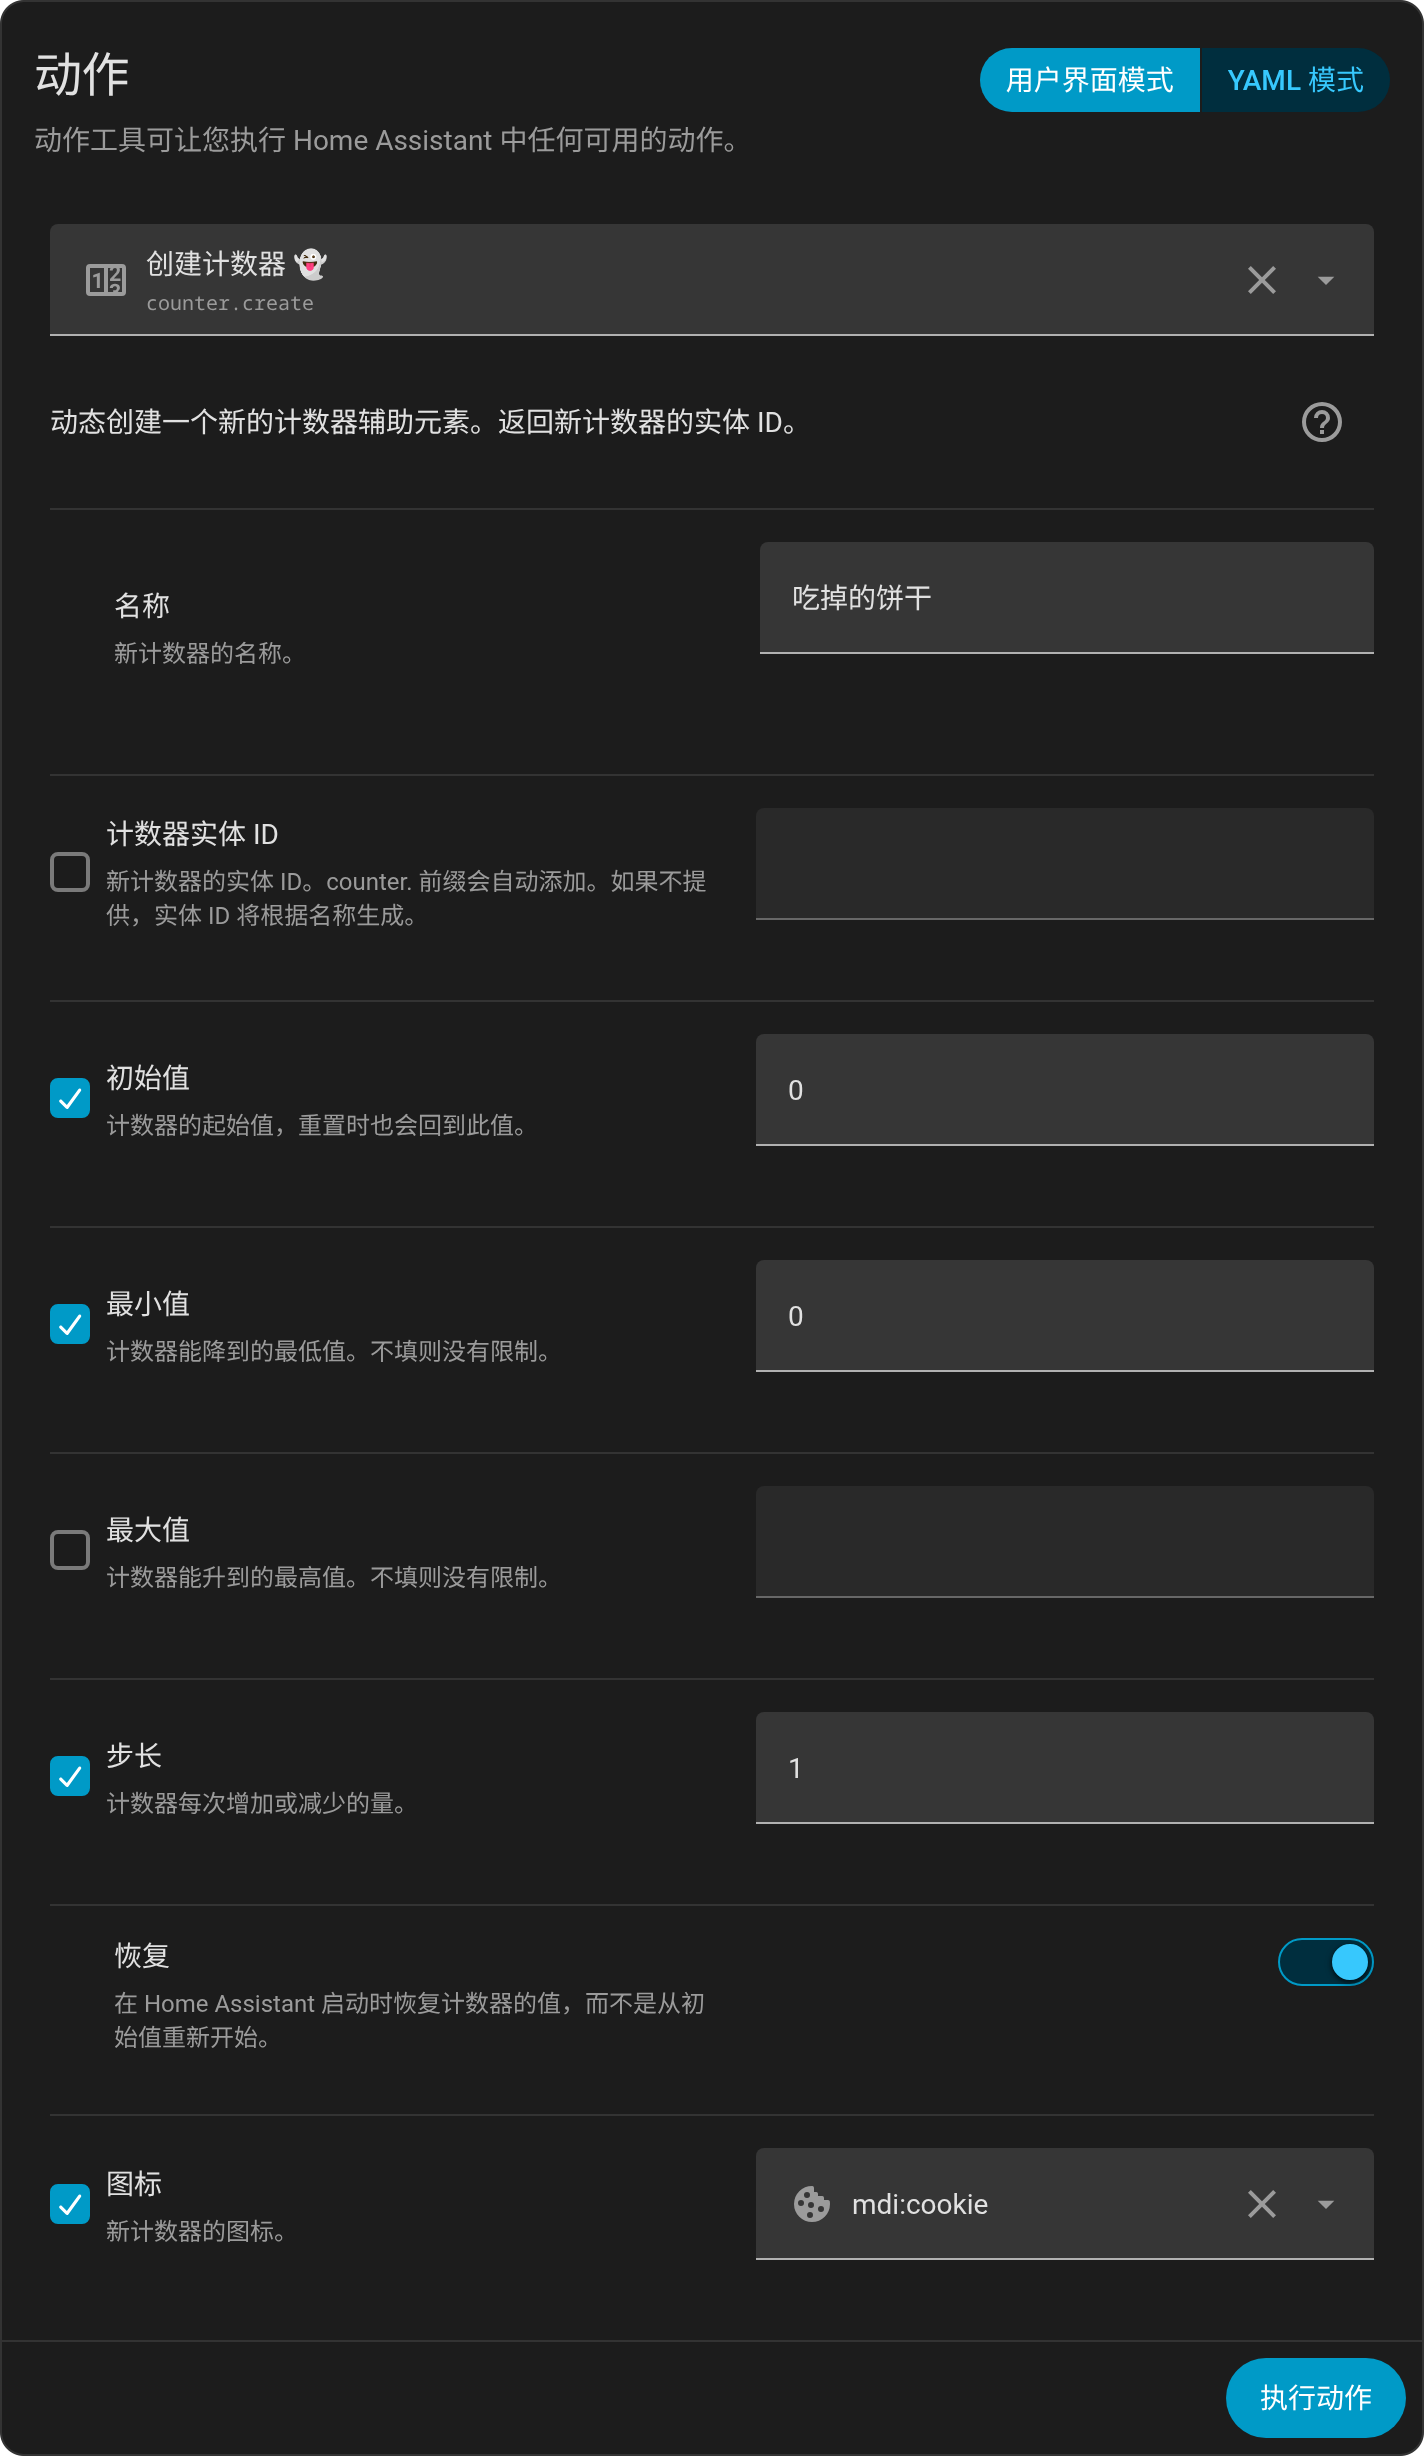 动作
用户界面模式
YAML 模式
动作工具可让您执行 Home Assistant 中任何可用的动作。
创建计数器 👻
counter.create
动态创建一个新的计数器辅助元素。返回新计数器的实体 ID。
名称
新计数器的名称。
吃掉的饼干
计数器实体 ID
新计数器的实体 ID。counter. 前缀会自动添加。如果不提
供，实体 ID 将根据名称生成。
初始值
计数器的起始值，重置时也会回到此值。
0
最小值
计数器能降到的最低值。不填则没有限制。
0
最大值
计数器能升到的最高值。不填则没有限制。
步长
计数器每次增加或减少的量。
1
恢复
在 Home Assistant 启动时恢复计数器的值，而不是从初
始值重新开始。
图标
新计数器的图标。
mdi:cookie
执行动作